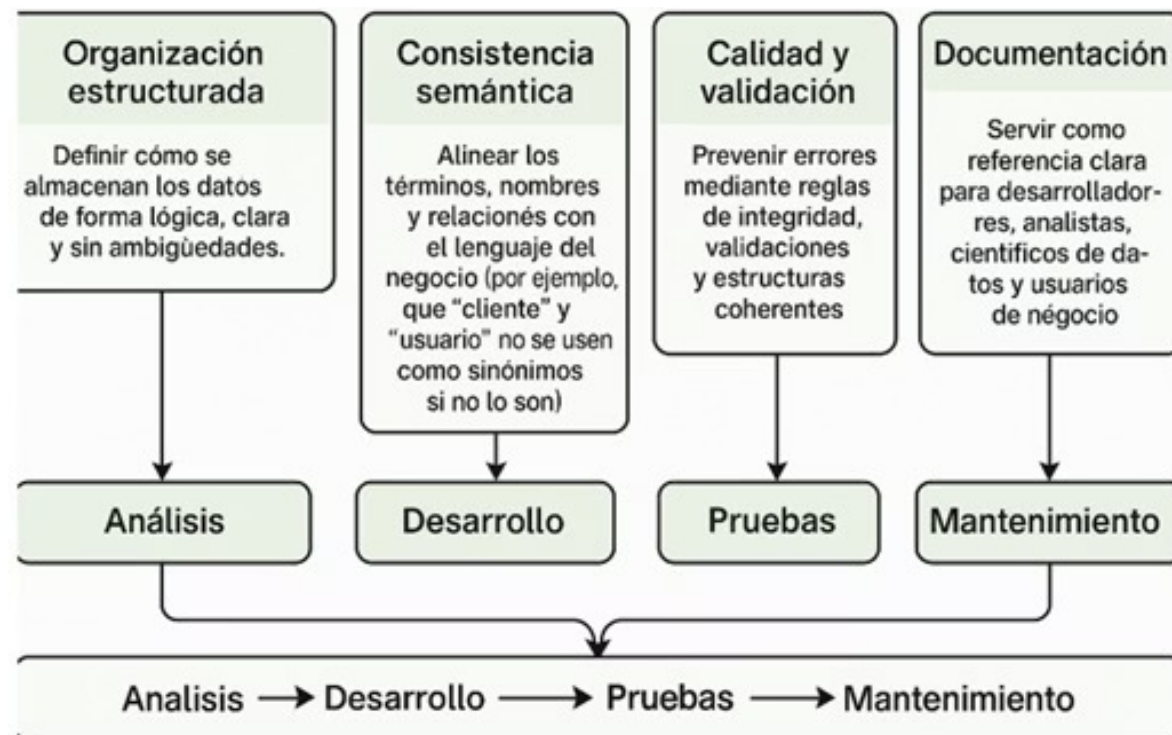 Organización
estructurada
Definir cómo se
almacenan los datos
de forma lógica, clara
y sin ambigùedades.
Consistencia
semántica
Alinear los
términos, nombres
y relacionés con
el lenguaje del
negocio (por ejemplo,
que “cliente” y
“usuario” no se usen
como sinónimos
si no lo son)
Calidad y
validación
Prevenir errores
mediante reglas
de integridad,
validaciones
y estructuras
coherentes
Documentación
Servir como
referencia clara
para desarrollador-
res, analistas,
cientificos de da-
tos y usuarios
de négocio
Análisis
Desarrollo
Pruebas
Mantenimiento
Analisis → Desarrollo → Pruebas → Mantenimiento